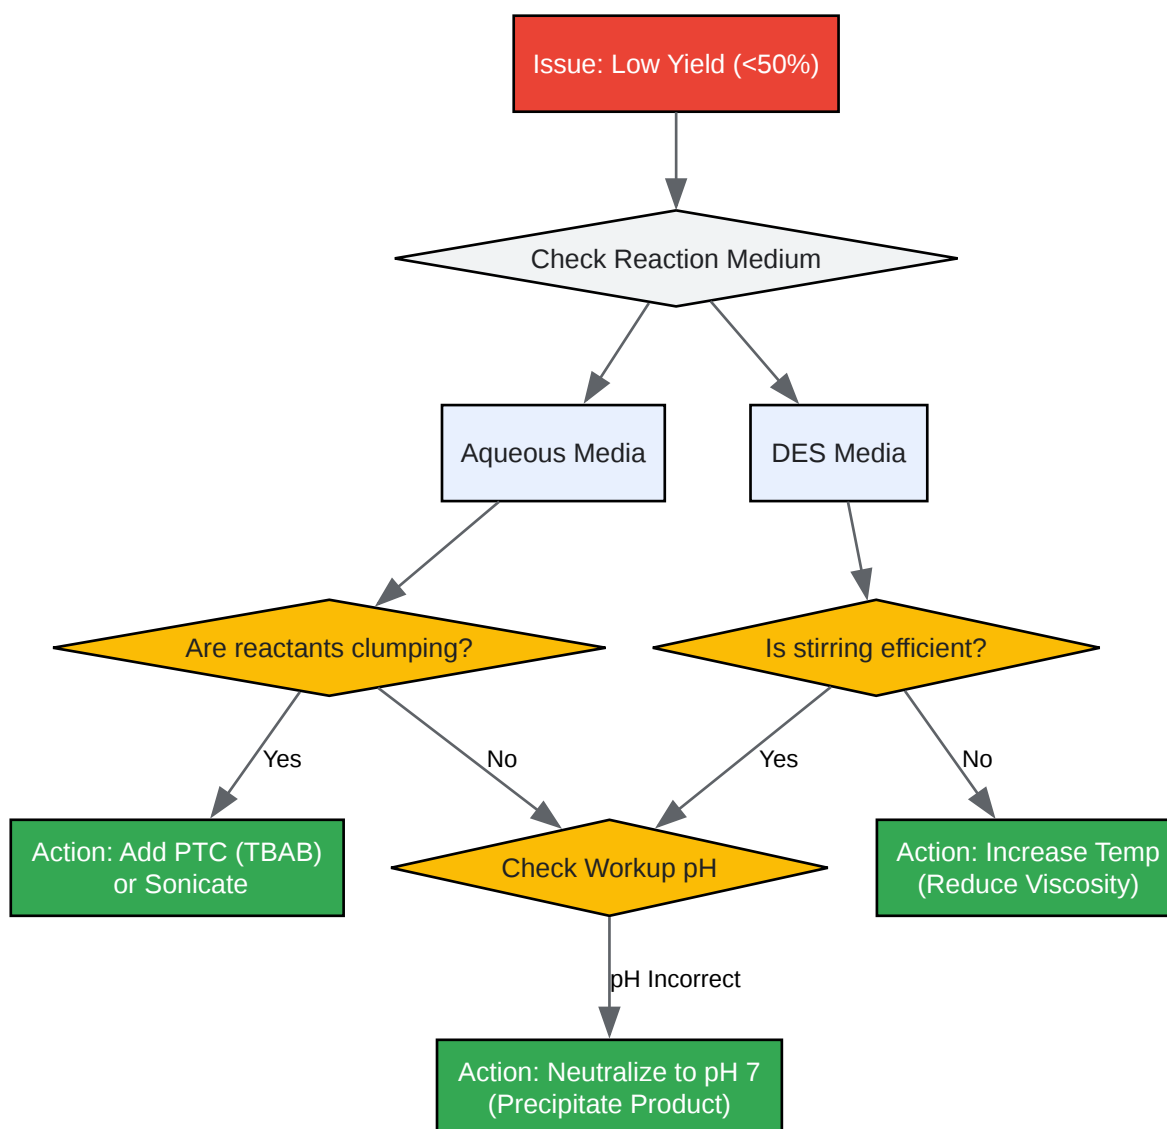 Issue: Low Yield (<50%)
Check Reaction Medium
Aqueous Media
DES Media
Are reactants clumping?
Is stirring efficient?
Yes
No
Yes
No
Action: Add PTC (TBAB)
or Sonicate
Check Workup pH
Action: Increase Temp
(Reduce Viscosity)
pH Incorrect
Action: Neutralize to pH 7
(Precipitate Product)